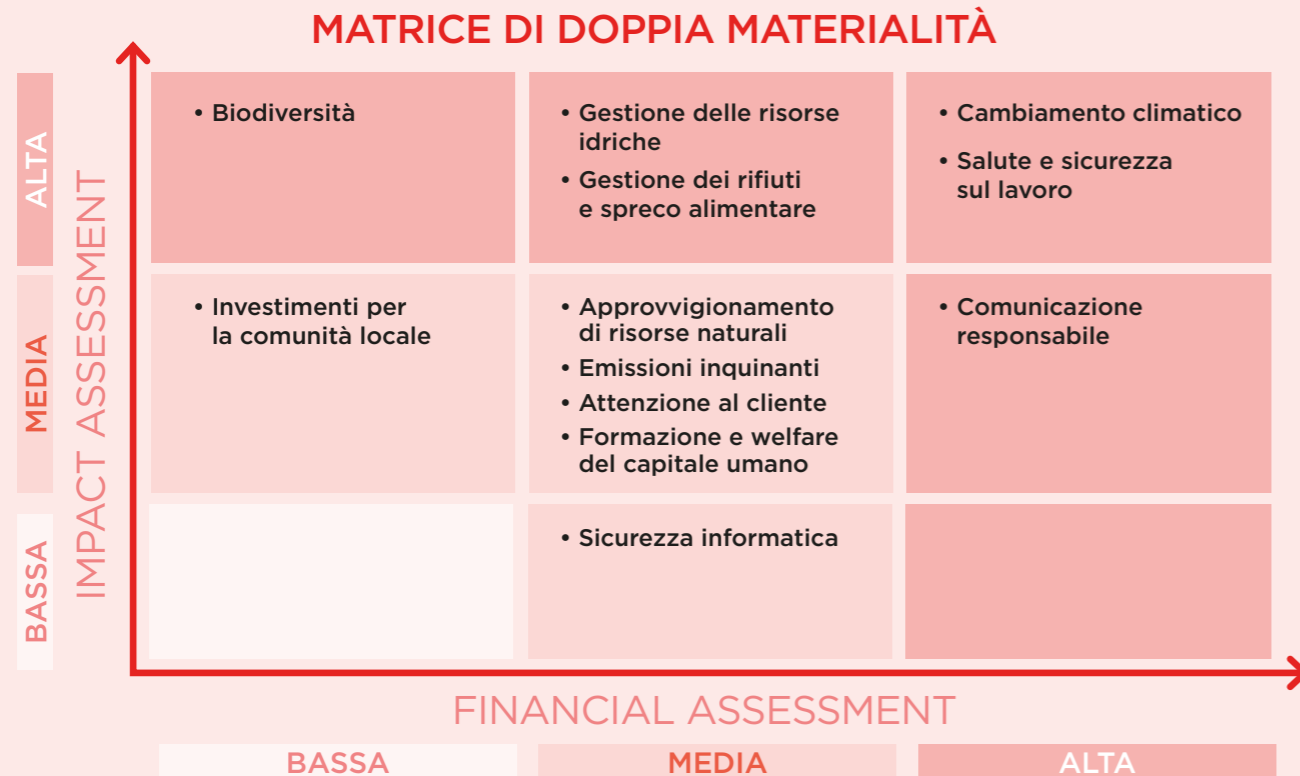 MATRICE DI DOPPIA MATERIALITÀ
ALTA
MEDIA
BASSA
IMPACT ASSESSMENT
• Biodiversità
• Gestione delle risorse
idriche
• Gestione dei rifiuti
e spreco alimentare
• Cambiamento climatico
• Salute e sicurezza
sul lavoro
• Investimenti per
la comunità locale
• Approvvigionamento
di risorse naturali
• Emissioni inquinanti
• Attenzione al cliente
• Formazione e welfare
del capitale umano
• Comunicazione
responsabile
• Sicurezza informatica
FINANCIAL ASSESSMENT
BASSA
MEDIA
ALTA